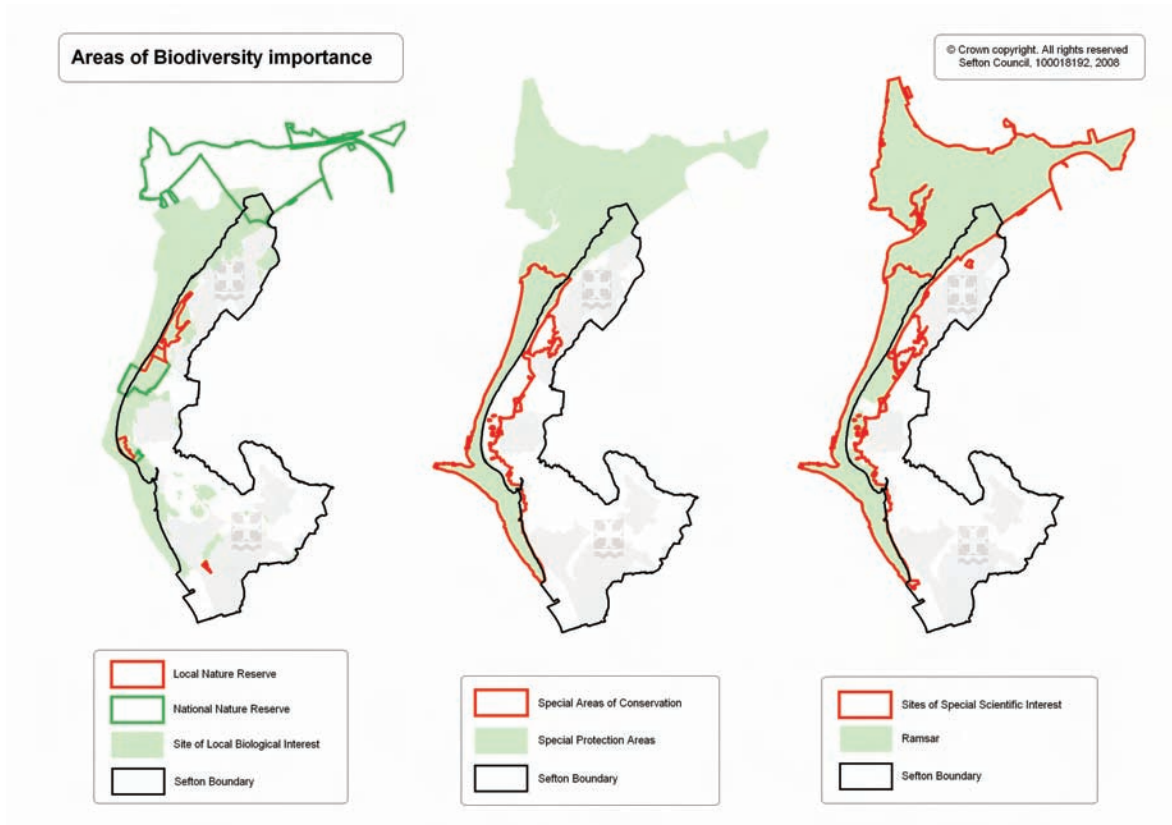 Areas of Biodiversity importance
© Crown copyright. All rights reserved
Sefton Council, 100018192, 2008
Local Nature Reserve
National Nature Reserve
Site of Local Biological Interest
Sefton Boundary
Special Areas of Conservation
Special Protection Areas
Sefton Boundary
Sites of Special Scientific Interest
Ramsar
Sefton Boundary